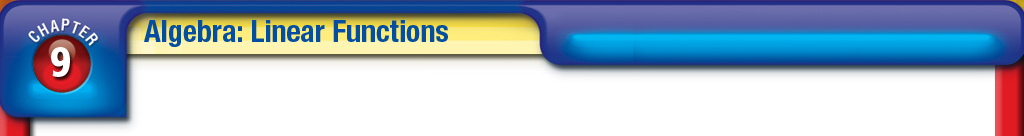 CHAPTER
9
Algebra: Linear Functions